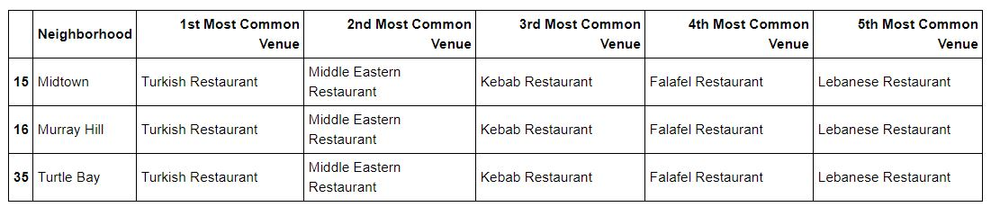 Neighborhood 1st Most Common Venue 2nd Most Common Venue 3rd Most Common Venue 4th Most Common Venue 5th Most Common Venue
15 Midtown Turkish Restaurant Middle Eastern Restaurant Kebab Restaurant Falafel Restaurant Lebanese Restaurant
16 Murray Hill Turkish Restaurant Middle Eastern Restaurant Kebab Restaurant Falafel Restaurant Lebanese Restaurant
35 Turtle Bay Turkish Restaurant Middle Eastern Restaurant Kebab Restaurant Falafel Restaurant Lebanese Restaurant